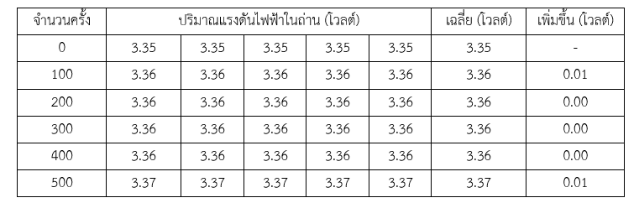 จำนวนครั้ง ปริมาณแรงดันไฟฟ้าในถ่าน (โวลต์) เฉลี่ย (โวลต์) เพิ่มขึ้น (โวลต์)
0 3.35 3.35 3.35 3.35 3.35 3.35 -
100 3.36 3.36 3.36 3.36 3.36 3.36 0.01
200 3.36 3.36 3.36 3.36 3.36 3.36 0.00
300 3.36 3.36 3.36 3.36 3.36 3.36 0.00
400 3.36 3.36 3.36 3.36 3.36 3.36 0.00
500 3.37 3.37 3.37 3.37 3.37 3.37 0.01